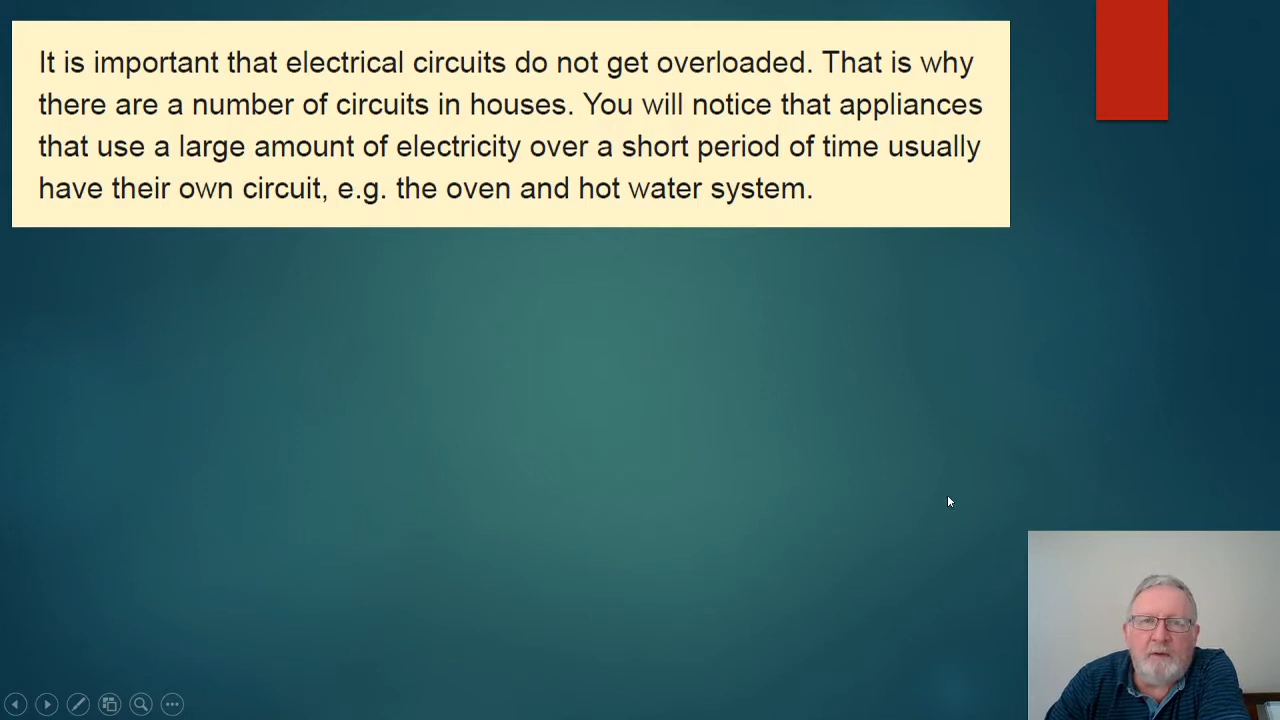 It is important that electrical circuits do not get overloaded. That is why
there are a number of circuits in houses. You will notice that appliances
that use a large amount of electricity over a short period of time usually
have their own circuit, e.g. the oven and hot water system.